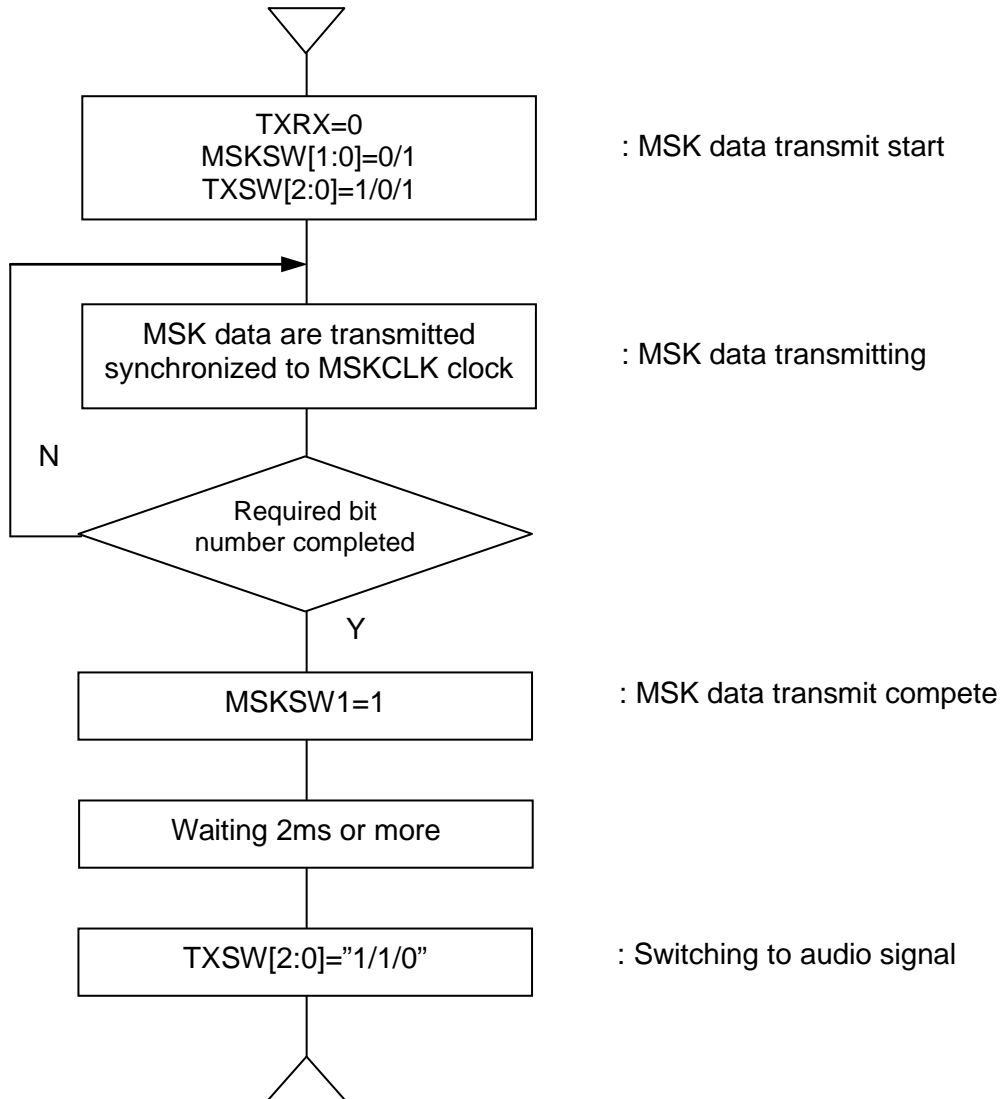 TXRX=0
MSKSW[1:0]=0/1
TXSW[2:0]=1/0/1
: MSK data transmit start
MSK data are transmitted
synchronized to MSKCLK clock
: MSK data transmitting
N
Required bit
number completed
Y
MSKSW1=1
: MSK data transmit compete
Waiting 2ms or more
TXSW[2:0]=”1/1/0”
: Switching to audio signal